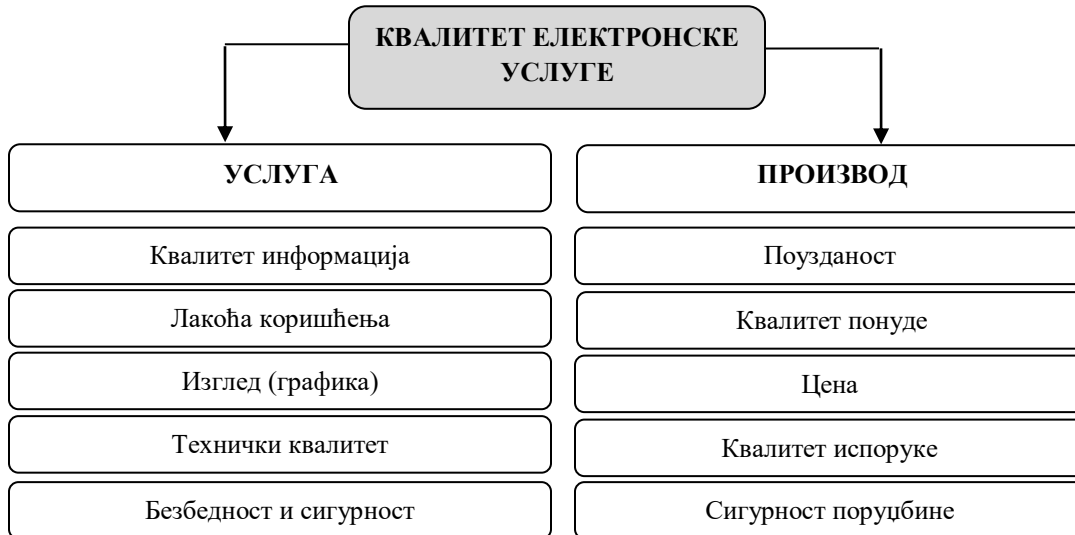 КВАЛИТЕТ ЕЛЕКТРОНСКЕ
УСЛУГЕ
УСЛУГА
Квалитет информација
Лакоћа коришћења
Изглед (графика)
Технички квалитет
Безбедност и сигурност
ПРОИЗВОД
Поузданост
Квалитет понуде
Цена
Квалитет испоруке
Сигурност поруџбине